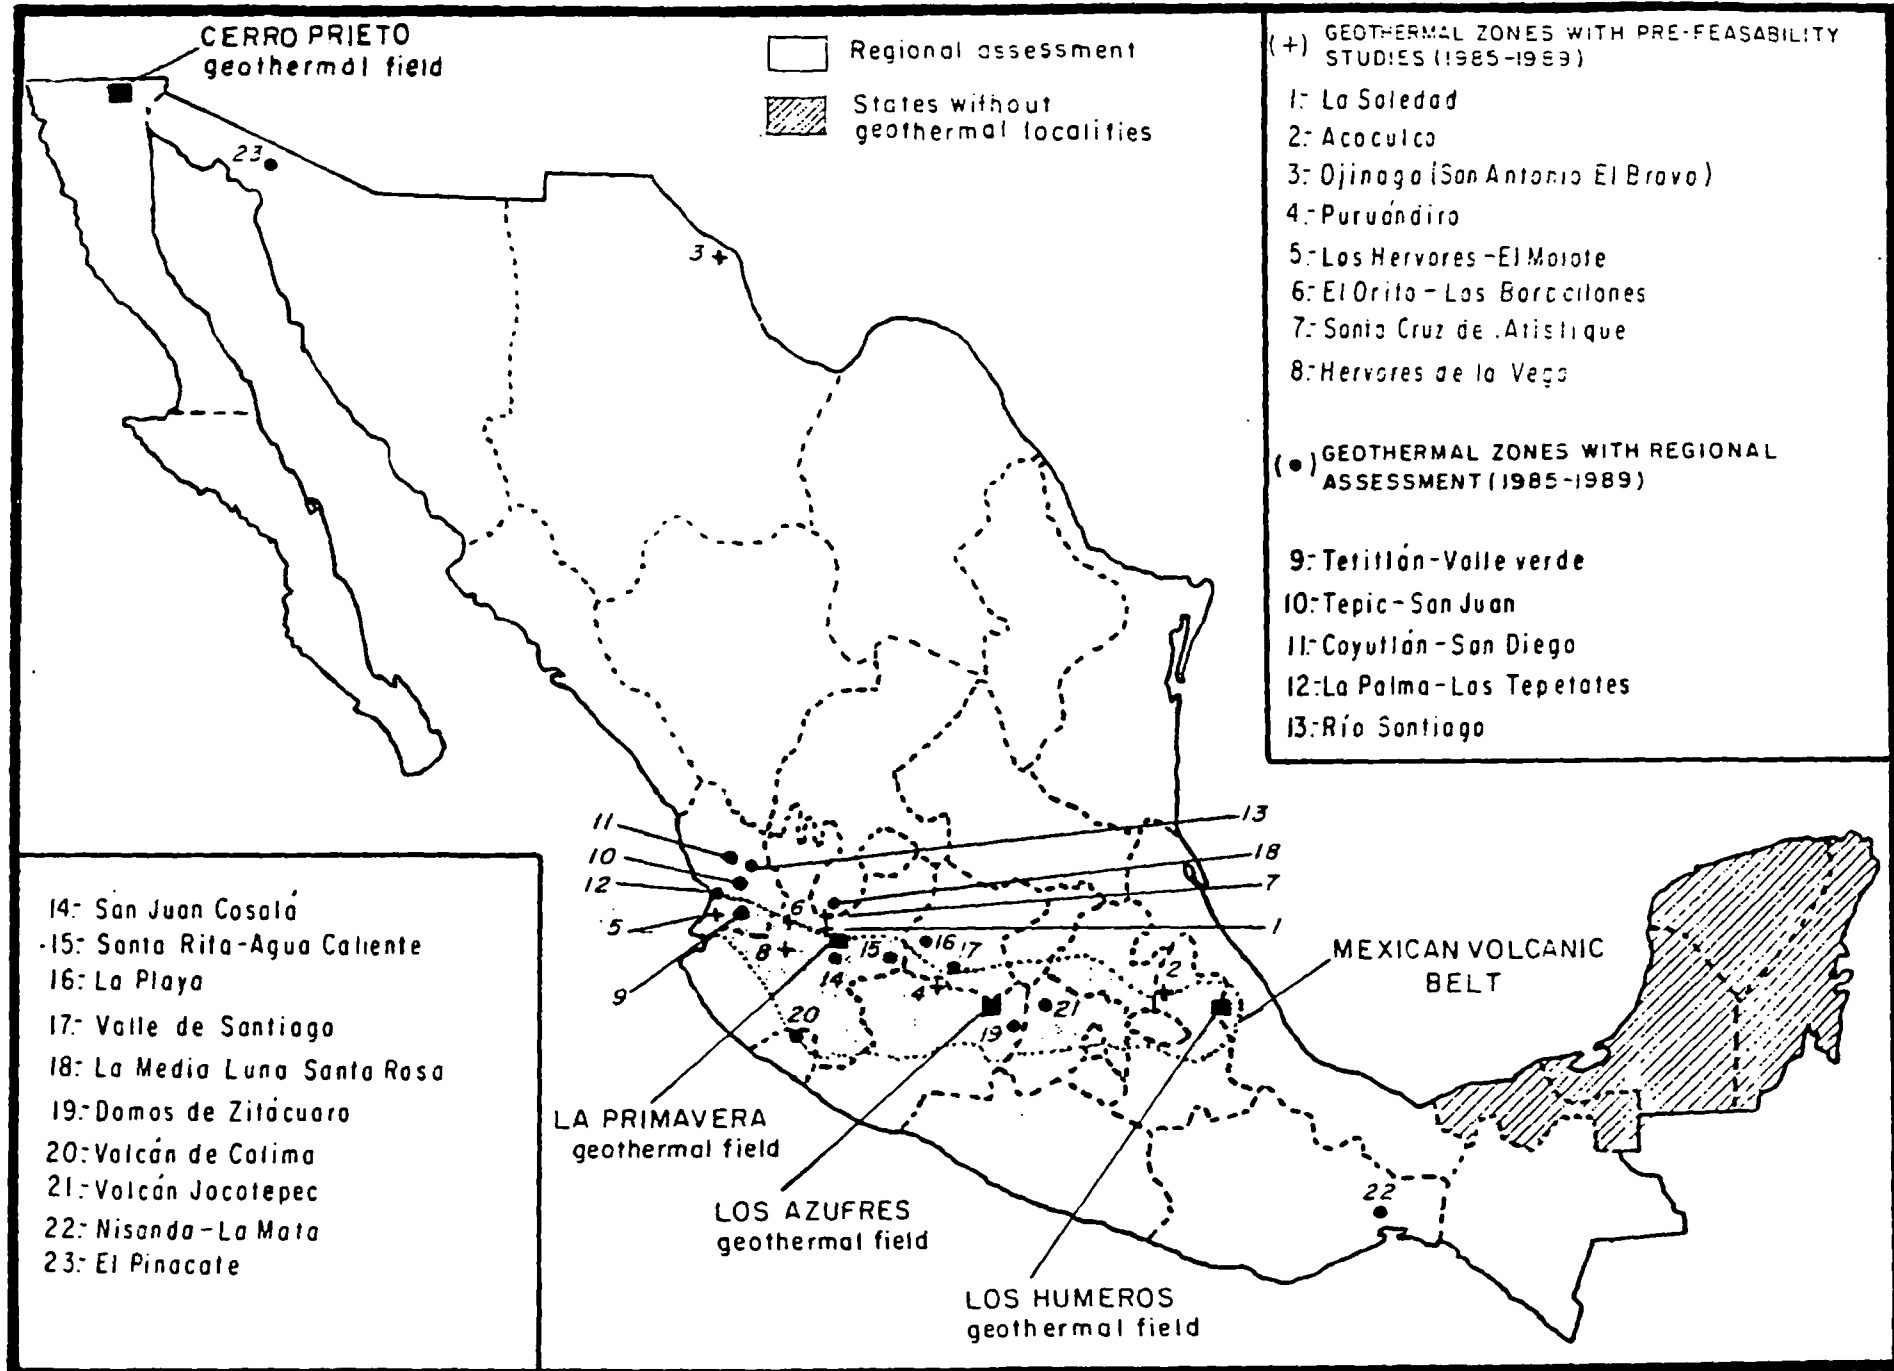 CERRO PRIETO
geothermal field
Regional assessment
States without
geothermal localities
(+) GEOTHERMAL ZONES WITH PRE-FEASABILITY
STUDIES (1985-1989)
1.- La Soledad
2.- Acoculco
3.- Ojinaga (San Antonio El Bravo)
4.- Puruándiro
5.- Los Hervores-El Molote
6.- El Orito-Los Borbollones
7.- Santa Cruz de Atistique
8.- Hervores de la Vega
(•) GEOTHERMAL ZONES WITH REGIONAL
ASSESSMENT (1985-1989)
9.- Tetitlán-Valle verde
10.- Tepic-San Juan
11.- Coyutlán-San Diego
12.- La Palma-Los Tepetates
13.- Río Santiago
14.- San Juan Cosalá
15.- Santa Rita-Agua Caliente
16.- La Playa
17.- Valle de Santiago
18.- La Media Luna Santa Rosa
19.- Domos de Zitácuaro
20.- Volcán de Colima
21.- Volcán Jocotepec
22.- Nisanda-La Mata
23.- El Pinacate
23
3
11
10
12
5
9
13
18
7
1
6
8
14
15
16
17
4
20
19
21
2
22
MEXICAN VOLCANIC
BELT
LA PRIMAVERA
geothermal field
LOS AZUFRES
geothermal field
LOS HUMEROS
geothermal field